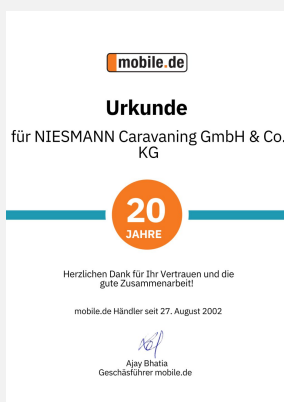 mobile.de
Urkunde
für NIESMANN Caravaning GmbH & Co.
KG
20
JAHRE
Herzlichen Dank für Ihr Vertrauen und die
gute Zusammenarbeit!
mobile.de Händler seit 27. August 2002
Ajay Bhatia
Geschäsführer mobile.de